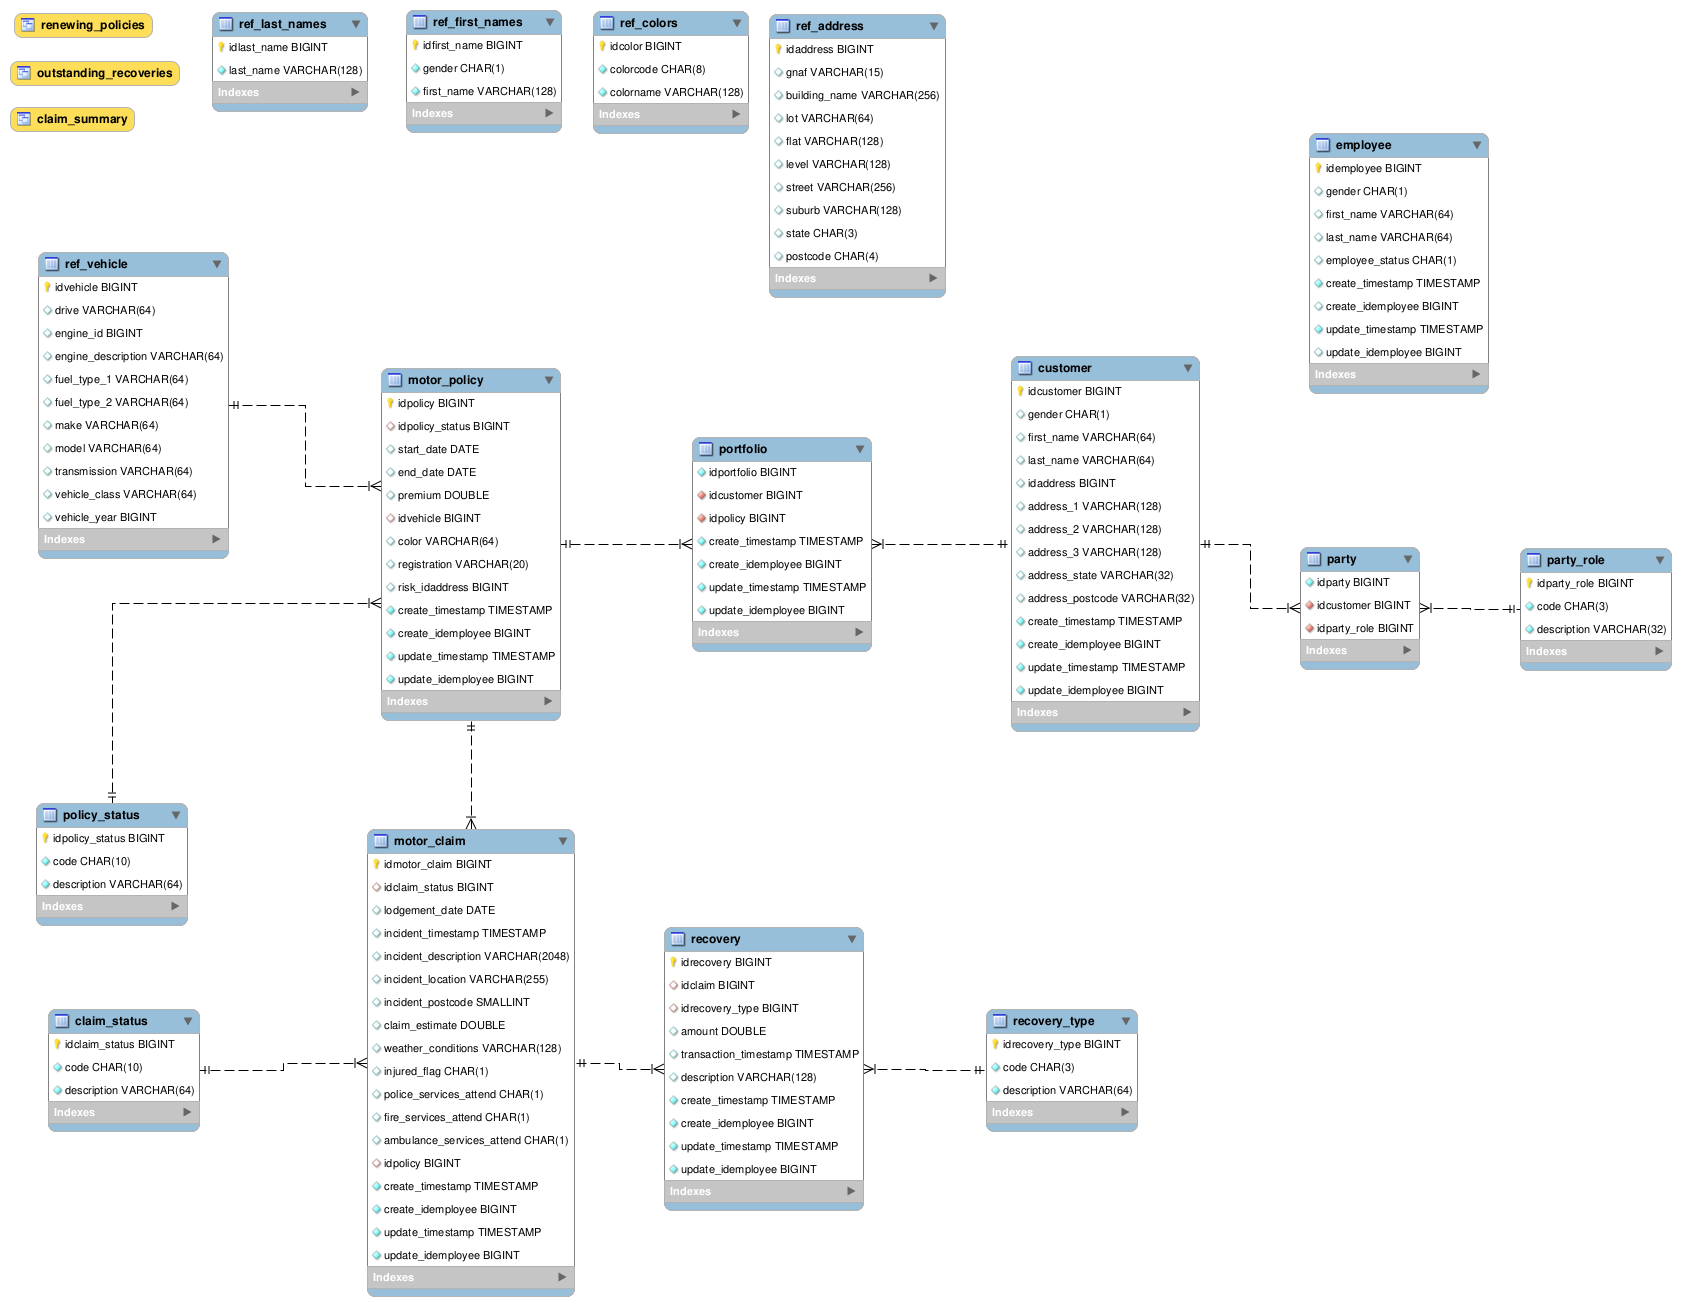 renewing_policies
outstanding_recoveries
claim_summary
ref_last_names
idlast_name BIGINT
last_name VARCHAR(128)
Indexes
ref_first_names
idfirst_name BIGINT
gender CHAR(1)
first_name VARCHAR(128)
Indexes
ref_colors
idcolor BIGINT
colorcode CHAR(8)
colorname VARCHAR(128)
Indexes
ref_address
idaddress BIGINT
gnaf VARCHAR(15)
building_name VARCHAR(256)
lot VARCHAR(64)
flat VARCHAR(128)
level VARCHAR(128)
street VARCHAR(256)
suburb VARCHAR(128)
state CHAR(3)
postcode CHAR(4)
Indexes
employee
idemployee BIGINT
gender CHAR(1)
first_name VARCHAR(64)
last_name VARCHAR(64)
employee_status CHAR(1)
create_timestamp TIMESTAMP
create_idemployee BIGINT
update_timestamp TIMESTAMP
update_idemployee BIGINT
Indexes
ref_vehicle
idvehicle BIGINT
drive VARCHAR(64)
engine_id BIGINT
engine_description VARCHAR(64)
fuel_type_1 VARCHAR(64)
fuel_type_2 VARCHAR(64)
make VARCHAR(64)
model VARCHAR(64)
transmission VARCHAR(64)
vehicle_class VARCHAR(64)
vehicle_year BIGINT
Indexes
motor_policy
idpolicy BIGINT
idpolicy_status BIGINT
start_date DATE
end_date DATE
premium DOUBLE
idvehicle BIGINT
color VARCHAR(64)
registration VARCHAR(20)
risk_idaddress BIGINT
create_timestamp TIMESTAMP
create_idemployee BIGINT
update_timestamp TIMESTAMP
update_idemployee BIGINT
Indexes
portfolio
idportfolio BIGINT
idcustomer BIGINT
idpolicy BIGINT
create_timestamp TIMESTAMP
create_idemployee BIGINT
update_timestamp TIMESTAMP
update_idemployee BIGINT
Indexes
customer
idcustomer BIGINT
gender CHAR(1)
first_name VARCHAR(64)
last_name VARCHAR(64)
idaddress BIGINT
address_1 VARCHAR(128)
address_2 VARCHAR(128)
address_3 VARCHAR(128)
address_state VARCHAR(32)
address_postcode VARCHAR(32)
create_timestamp TIMESTAMP
create_idemployee BIGINT
update_timestamp TIMESTAMP
update_idemployee BIGINT
Indexes
party
idparty BIGINT
idcustomer BIGINT
idparty_role BIGINT
Indexes
party_role
idparty_role BIGINT
code CHAR(3)
description VARCHAR(32)
Indexes
policy_status
idpolicy_status BIGINT
code CHAR(10)
description VARCHAR(64)
Indexes
motor_claim
idmotor_claim BIGINT
idclaim_status BIGINT
lodgement_date DATE
incident_timestamp TIMESTAMP
incident_description VARCHAR(2048)
incident_location VARCHAR(255)
incident_postcode SMALLINT
claim_estimate DOUBLE
weather_conditions VARCHAR(128)
injured_flag CHAR(1)
police_services_attend CHAR(1)
fire_services_attend CHAR(1)
ambulance_services_attend CHAR(1)
idpolicy BIGINT
create_timestamp TIMESTAMP
create_idemployee BIGINT
update_timestamp TIMESTAMP
update_idemployee BIGINT
Indexes
claim_status
idclaim_status BIGINT
code CHAR(10)
description VARCHAR(64)
Indexes
recovery
idrecovery BIGINT
idclaim BIGINT
idrecovery_type BIGINT
amount DOUBLE
transaction_timestamp TIMESTAMP
description VARCHAR(128)
create_timestamp TIMESTAMP
create_idemployee BIGINT
update_timestamp TIMESTAMP
update_idemployee BIGINT
Indexes
recovery_type
idrecovery_type BIGINT
code CHAR(3)
description VARCHAR(64)
Indexes